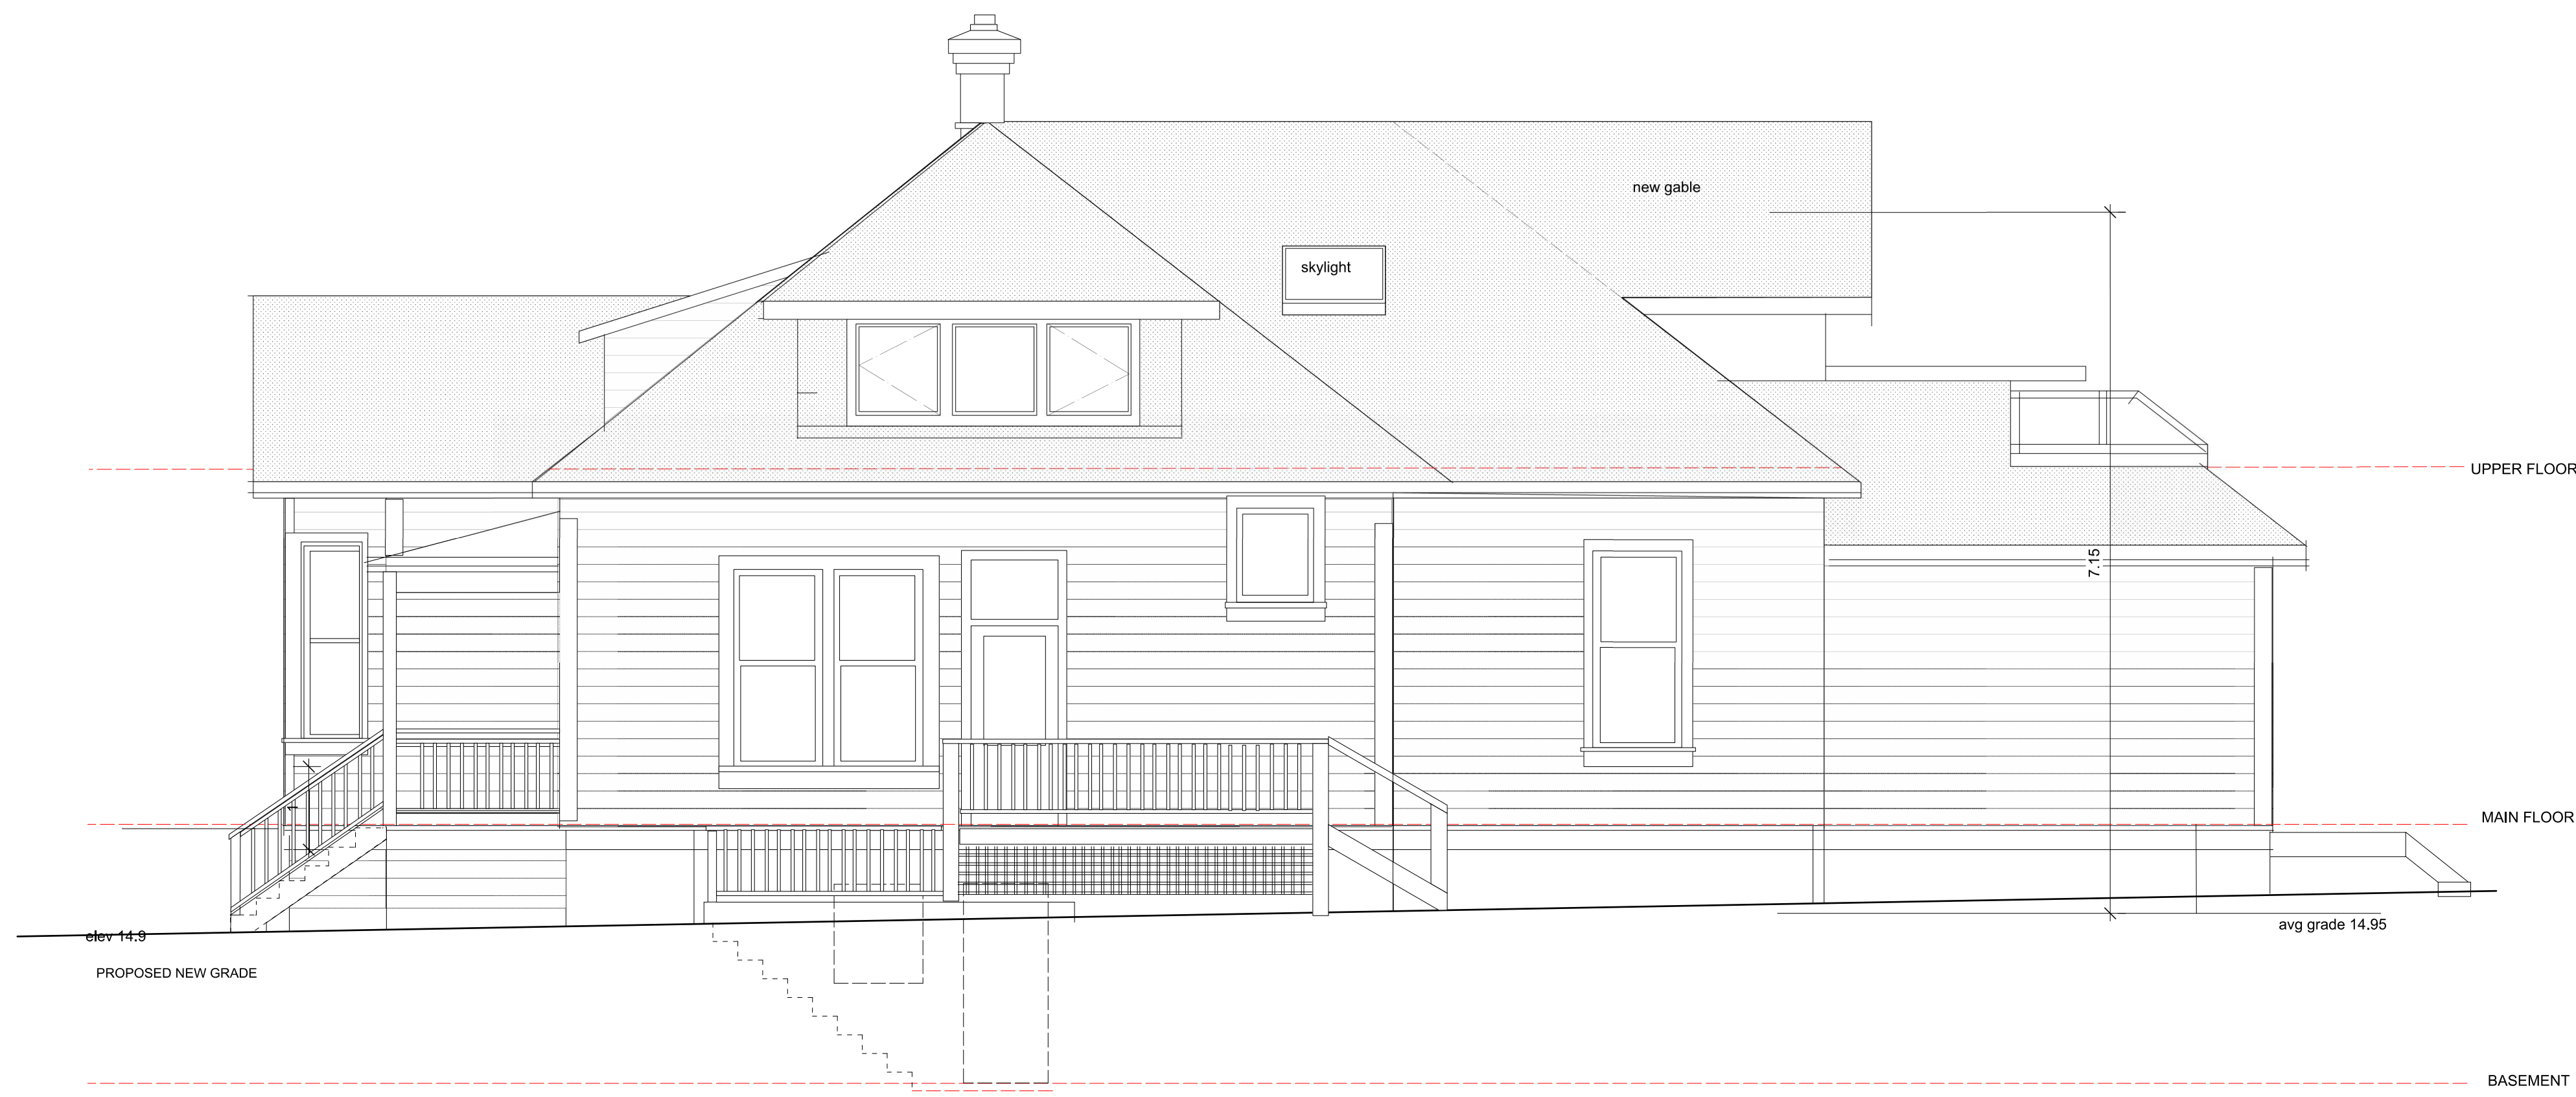 new gable
skylight
UPPER FLOOR
7.15
1
MAIN FLOOR
elev 14.9
avg grade 14.95
PROPOSED NEW GRADE
BASEMENT